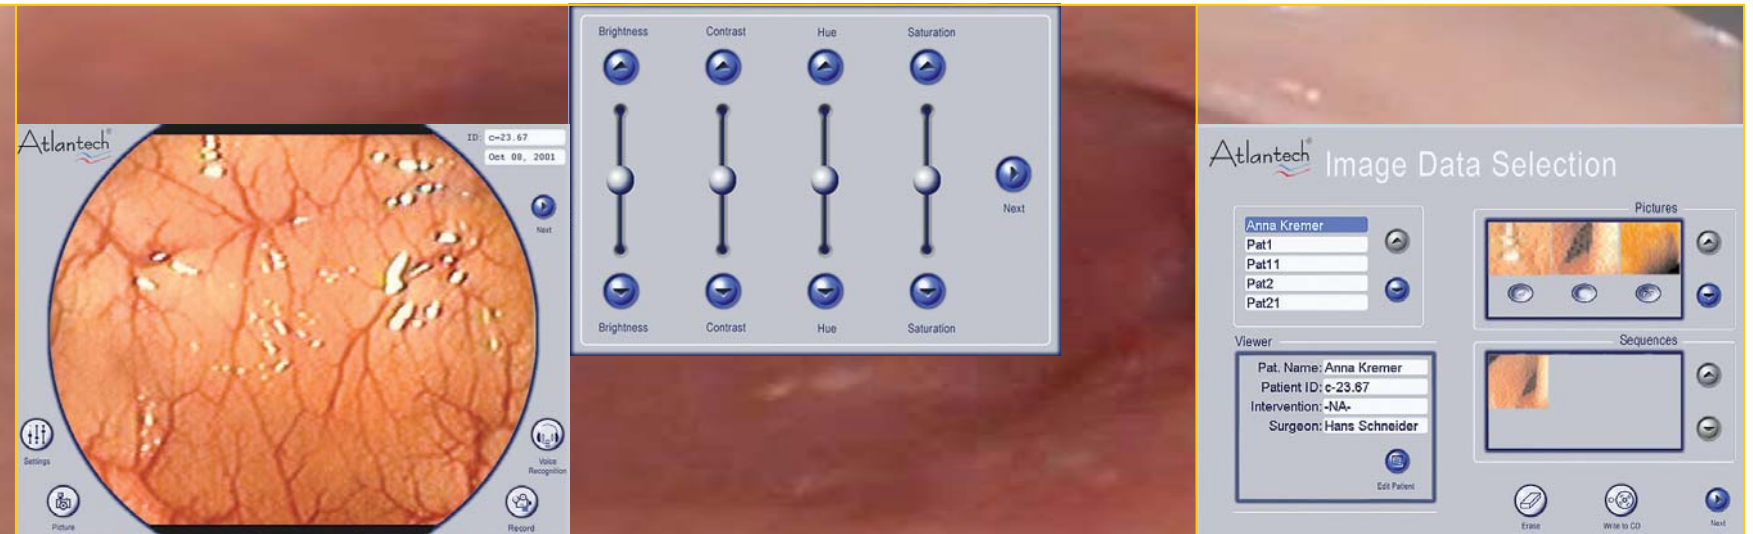 Atlantech®
ID: c-23.67
Oct 08, 2001
Next
Settings
Picture
Voice
Recognition
Record
Brightness Contrast Hue Saturation
Next
Brightness Contrast Hue Saturation
Atlantech® Image Data Selection
Anna Kremer
Pat1
Pat11
Pat2
Pat21
Pictures
Viewer
Pat. Name: Anna Kremer
Patient ID: c-23.67
Intervention: -NA-
Surgeon: Hans Schneider
Edit Patient
Sequences
Erase
Write to CD
Next